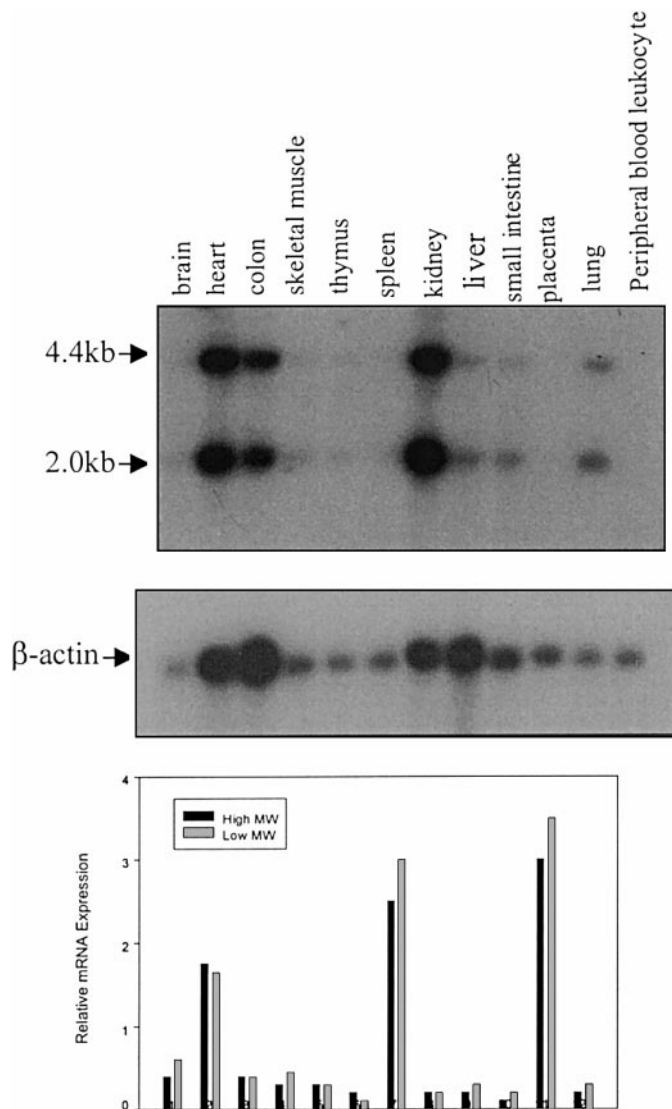 brain
heart
colon
skeletal muscle
thymus
spleen
kidney
liver
small intestine
placenta
lung
Peripheral blood leukocyte
4.4kb
2.0kb
β-actin
4
High MW
Low MW
3
2
1
0
Relative mRNA Expression